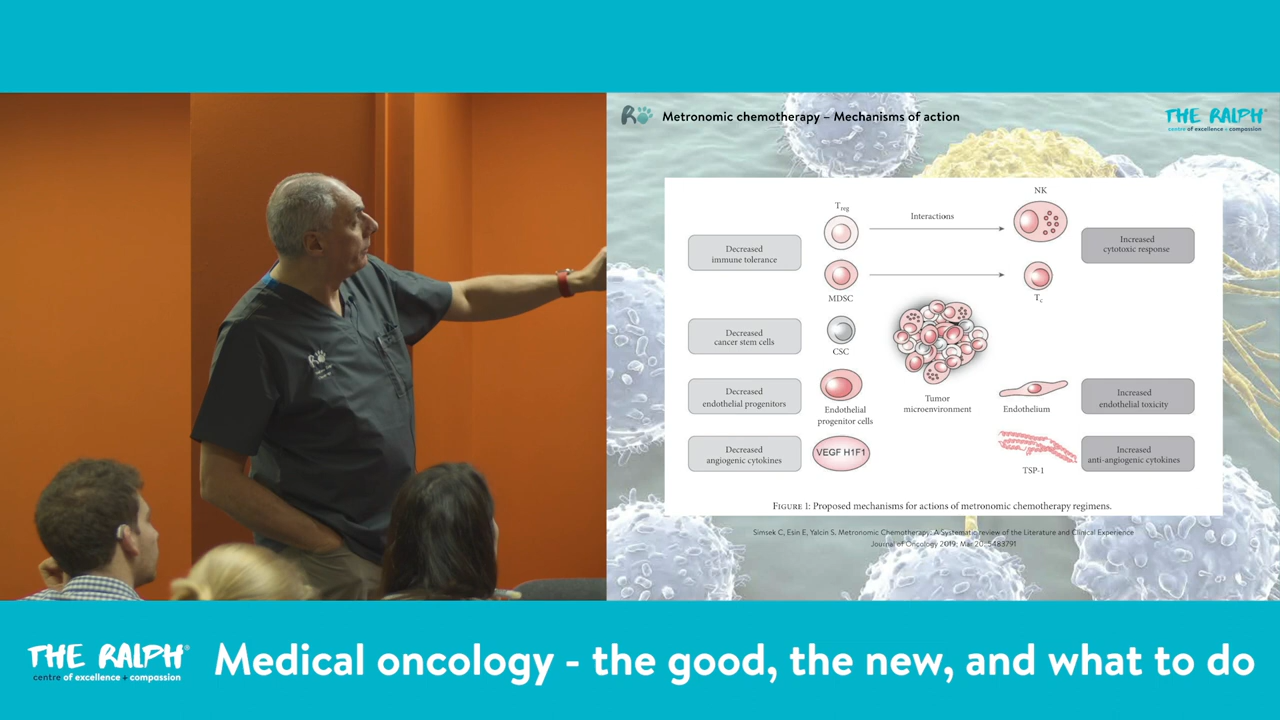 R
Metronomic chemotherapy – Mechanisms of action
THE RALPH®
centre of excellence + compassion
Treg
Interactions
NK
Decreased
immune tolerance
Increased
cytotoxic response
MDSC
Tc
Decreased
cancer stem cells
CSC
Tumor
microenvironment
Decreased
endothelial progenitors
Endothelial
progenitor cells
Endothelium
Increased
endothelial toxicity
Decreased
angiogenic cytokines
VEGF H1F1
TSP-1
Increased
anti-angiogenic cytokines
FIGURE 1: Proposed mechanisms for actions of metronomic chemotherapy regimens.
Simsek C, Esin E, Yalcin S. Metronomic Chemotherapy: A Systematic review of the Literature and Clinical Experience
Journal of Oncology 2019; Mar 20: 5483791
THE RALPH®
centre of excellence + compassion
Medical oncology - the good, the new, and what to do